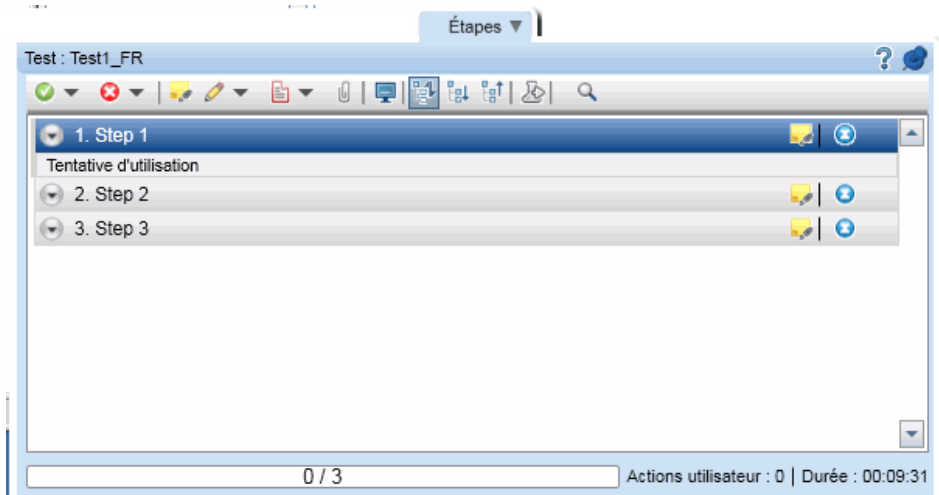 Étapes
Test : Test1_FR
1. Step 1
Tentative d'utilisation
2. Step 2
3. Step 3
0 / 3
Actions utilisateur : 0 | Durée : 00:09:31